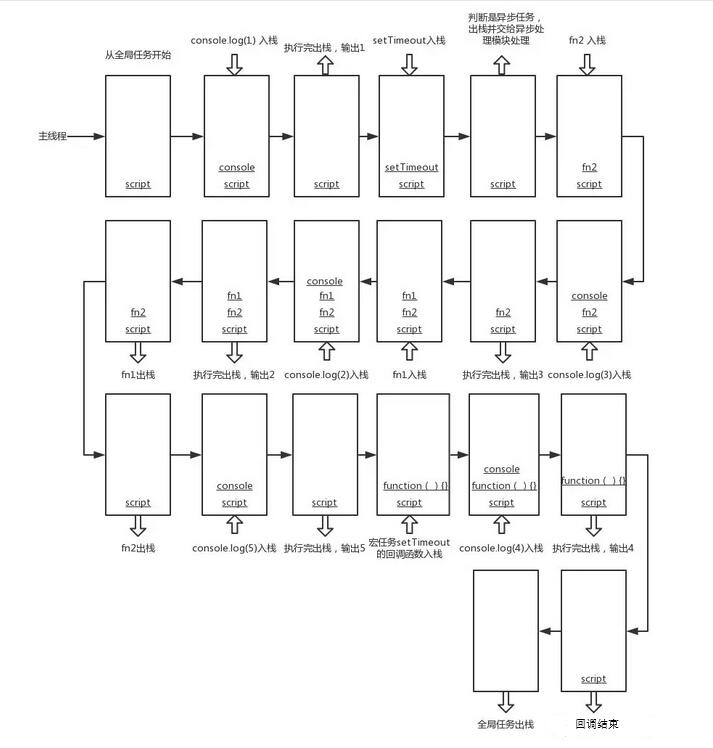 从全局任务开始
console.log(1) 入栈
执行完出栈，输出1
setTimeout入栈
判断是异步任务，
出栈并交给异步处
理模块处理
fn2 入栈
主线程
script
console
script
script
setTimeout
script
script
fn2
script
fn2
script
fn1
fn2
script
console
fn1
fn2
script
fn1
fn2
script
fn2
script
console
fn2
script
fn1出栈
执行完出栈，输出2
console.log(2)入栈
fn1入栈
执行完出栈，输出3
console.log(3)入栈
script
console
script
script
function ( ) {}
script
console
function ( ) {}
script
function ( ) {}
script
fn2出栈
console.log(5)入栈
执行完出栈，输出5
宏任务setTimeout
的回调函数入栈
console.log(4)入栈
执行完出栈，输出4
script
全局任务出栈
回调结束